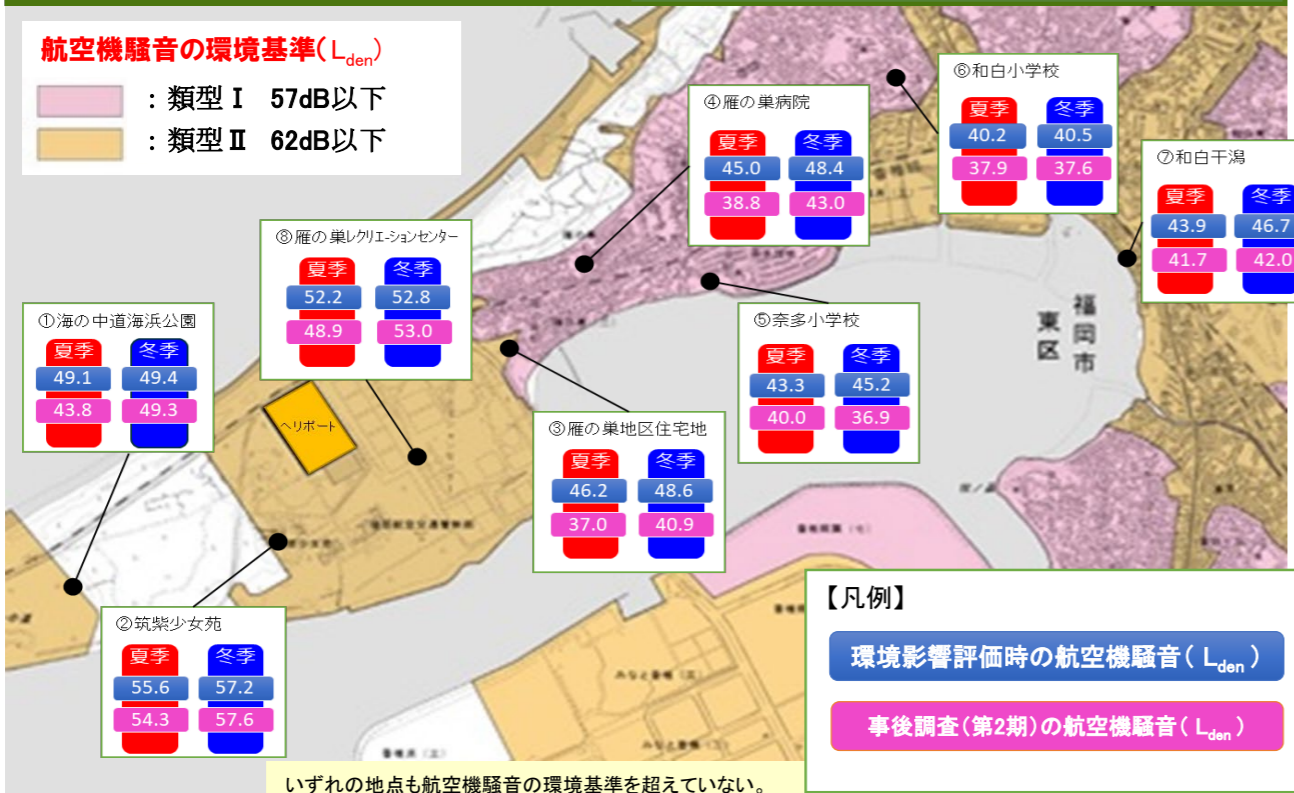 航空機騒音の環境基準(Lden)
：類型Ⅰ 57dB以下
：類型Ⅱ 62dB以下
⑥和白小学校
夏季 冬季
40.2 40.5
37.9 37.6
④雁の巣病院
夏季 冬季
45.0 48.4
38.8 43.0
⑦和白干潟
夏季 冬季
43.9 46.7
41.7 42.0
⑧雁の巣レクリエーションセンター
夏季 冬季
52.2 52.8
48.9 53.0
①海の中道海浜公園
夏季 冬季
49.1 49.4
43.8 49.3
⑤奈多小学校
夏季 冬季
43.3 45.2
40.0 36.9
福岡市
東区
ヘリポート
③雁の巣地区住宅地
夏季 冬季
46.2 48.6
37.0 40.9
②筑紫少女苑
夏季 冬季
55.6 57.2
54.3 57.6
【凡例】
環境影響評価時の航空機騒音( Lden )
事後調査(第2期)の航空機騒音( Lden )
いずれの地点も航空機騒音の環境基準を超えていない。